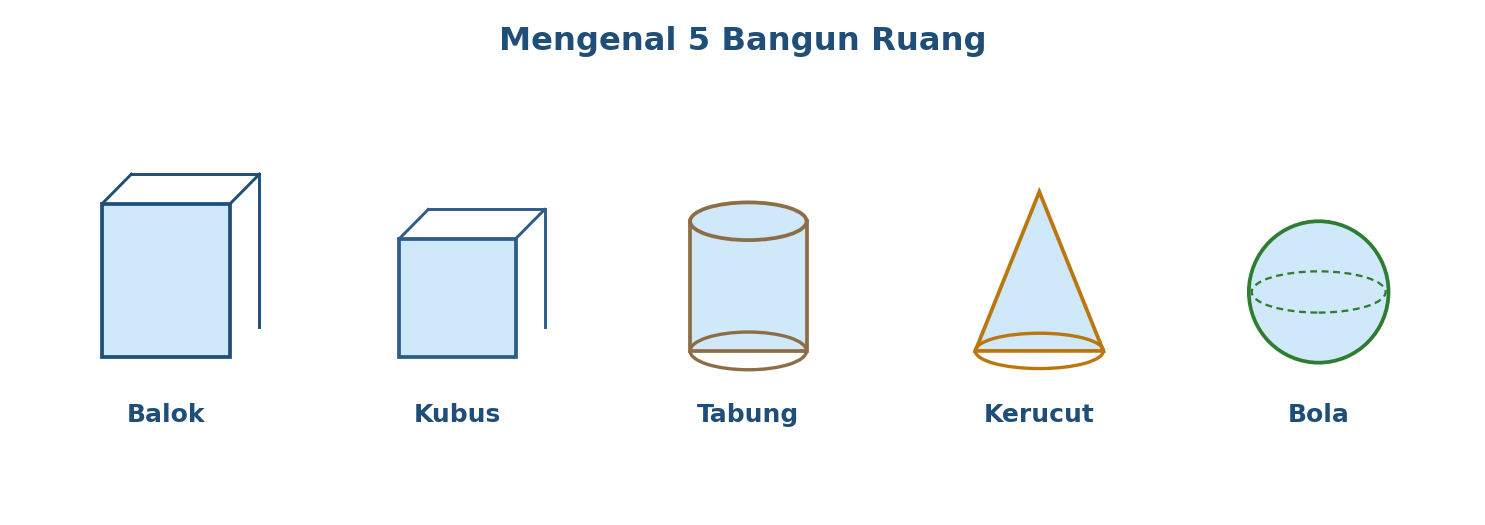 Mengenal 5 Bangun Ruang
Balok
Kubus
Tabung
Kerucut
Bola